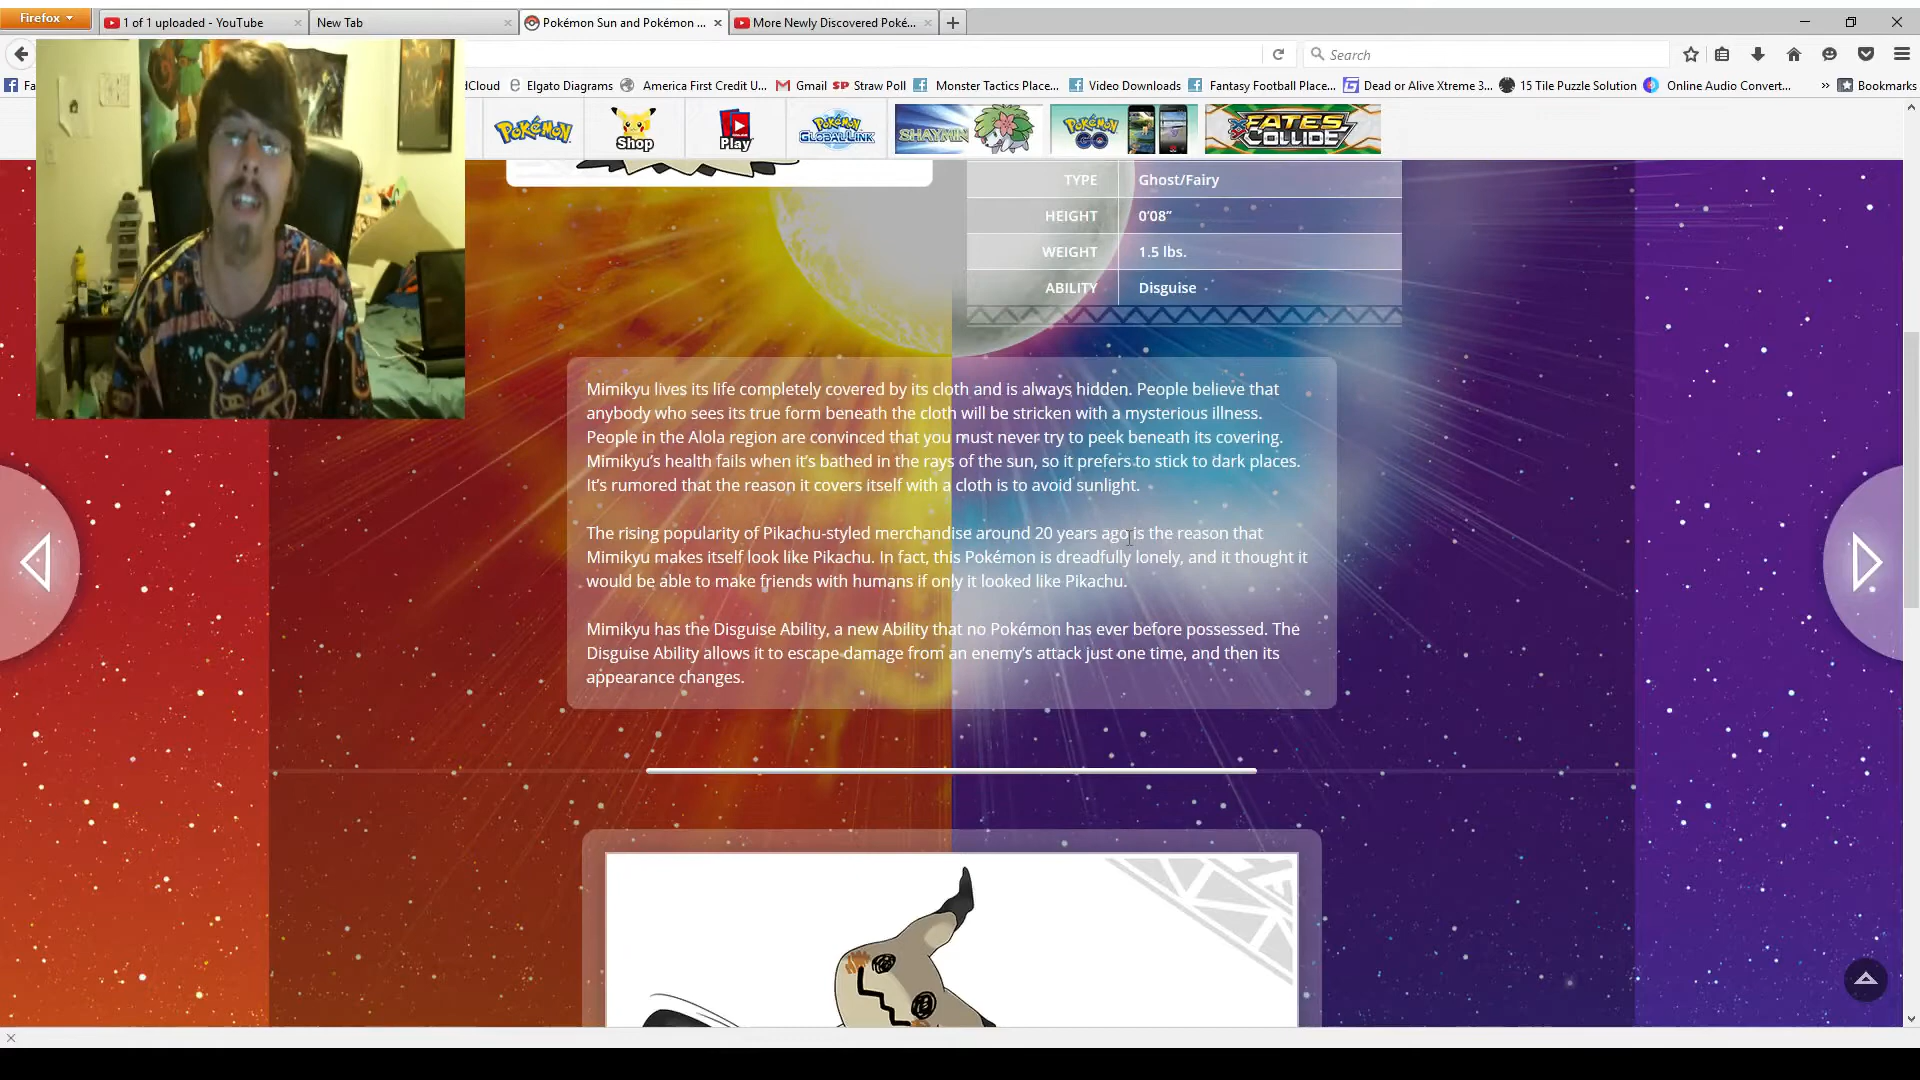 Firefox
1 of 1 uploaded - YouTube
New Tab
Pokémon Sun and Pokémon ...
More Newly Discovered Poké...
Search
Fa
dCloud
Elgato Diagrams
America First Credit U...
Gmail
Straw Poll
Monster Tactics Place...
Video Downloads
Fantasy Football Place...
Dead or Alive Xtreme 3...
15 Tile Puzzle Solution
Online Audio Convert...
Bookmarks
Pokémon
Shop
Play
Pokémon GLOBAL LINK
SHAYMIN
Pokémon GO
FATES COLLIDE
TYPE Ghost/Fairy
HEIGHT 0'08"
WEIGHT 1.5 lbs.
ABILITY Disguise
Mimikyu lives its life completely covered by its cloth and is always hidden. People believe that
anybody who sees its true form beneath the cloth will be stricken with a mysterious illness.
People in the Alola region are convinced that you must never try to peek beneath its covering.
Mimikyu’s health fails when it’s bathed in the rays of the sun, so it prefers to stick to dark places.
It’s rumored that the reason it covers itself with a cloth is to avoid sunlight.
The rising popularity of Pikachu-styled merchandise around 20 years ago is the reason that
Mimikyu makes itself look like Pikachu. In fact, this Pokémon is dreadfully lonely, and it thought it
would be able to make friends with humans if only it looked like Pikachu.
Mimikyu has the Disguise Ability, a new Ability that no Pokémon has ever before possessed. The
Disguise Ability allows it to escape damage from an enemy’s attack just one time, and then its
appearance changes.